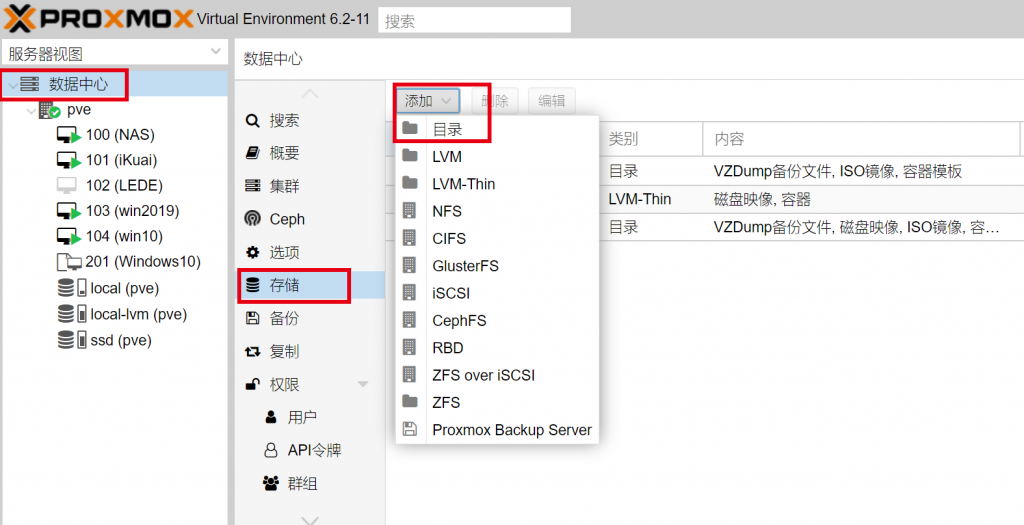 PROXMOX Virtual Environment 6.2-11 搜索
服务器视图
数据中心
pve
100 (NAS)
101 (iKuai)
102 (LEDE)
103 (win2019)
104 (win10)
201 (Windows10)
local (pve)
local-lvm (pve)
ssd (pve)
数据中心
搜索
概要
集群
Ceph
选项
存储
备份
复制
权限
用户
API令牌
群组
添加 删除 编辑
目录
LVM
LVM-Thin
NFS
CIFS
GlusterFS
iSCSI
CephFS
RBD
ZFS over iSCSI
ZFS
Proxmox Backup Server
类别 内容
目录 VZDump备份文件, ISO镜像, 容器模板
LVM-Thin 磁盘映像, 容器
目录 VZDump备份文件, 磁盘映像, ISO镜像, 容…